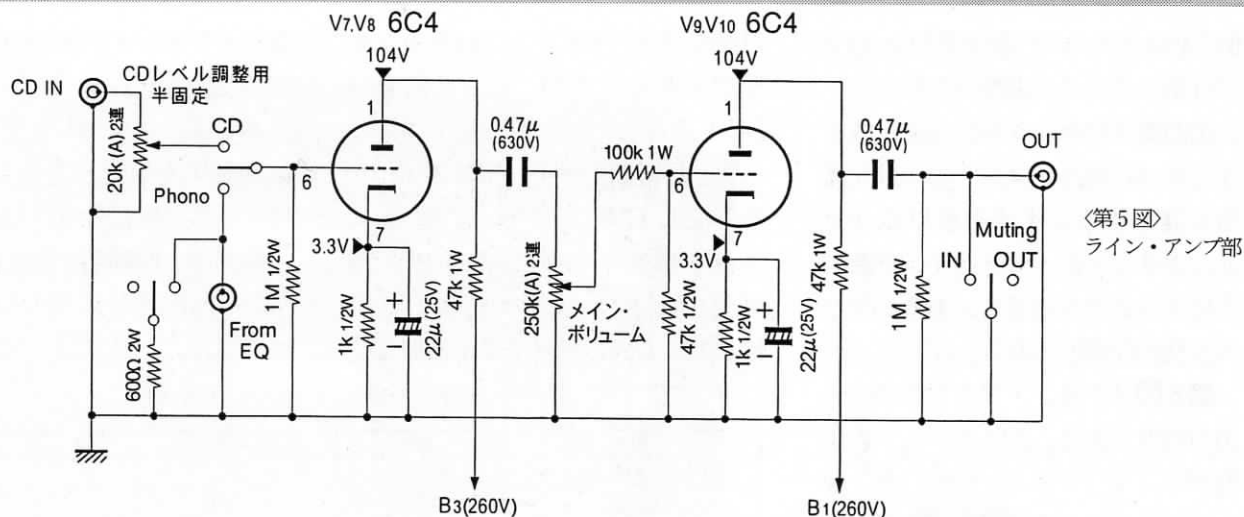 V7.V8 6C4
104V
CD IN
CDレベル調整用
半固定
20k (A) 2連
CD
Phono
6
1
7
3.3V
1M 1/2W
1k 1/2W
22μ(25V)
47k 1W
0.47μ
(630V)
250k(A) 2連
メイン・
ボリューム
600Ω 2W
From
EQ
B3(260V)
V9.V10 6C4
104V
100k 1W
6
1
7
3.3V
47k 1/2W
1k 1/2W
22μ(25V)
47k 1W
0.47μ
(630V)
1M 1/2W
Muting
IN OUT
OUT
B1(260V)
〈第5図〉
ライン・アンプ部